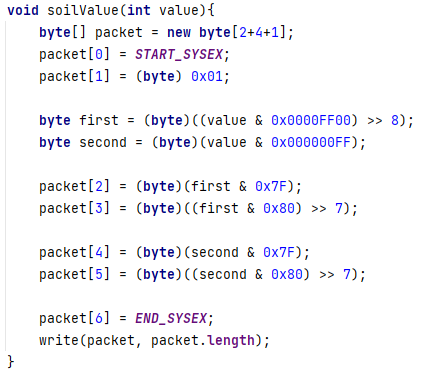 void soilValue(int value){
    byte[] packet = new byte[2+4+1];
    packet[0] = START_SYSEX;
    packet[1] = (byte) 0x01;

    byte first = (byte)((value & 0x0000FF00) >> 8);
    byte second = (byte)(value & 0x000000FF);

    packet[2] = (byte)(first & 0x7F);
    packet[3] = (byte)((first & 0x80) >> 7);

    packet[4] = (byte)(second & 0x7F);
    packet[5] = (byte)((second & 0x80) >> 7);

    packet[6] = END_SYSEX;
    write(packet, packet.length);
}